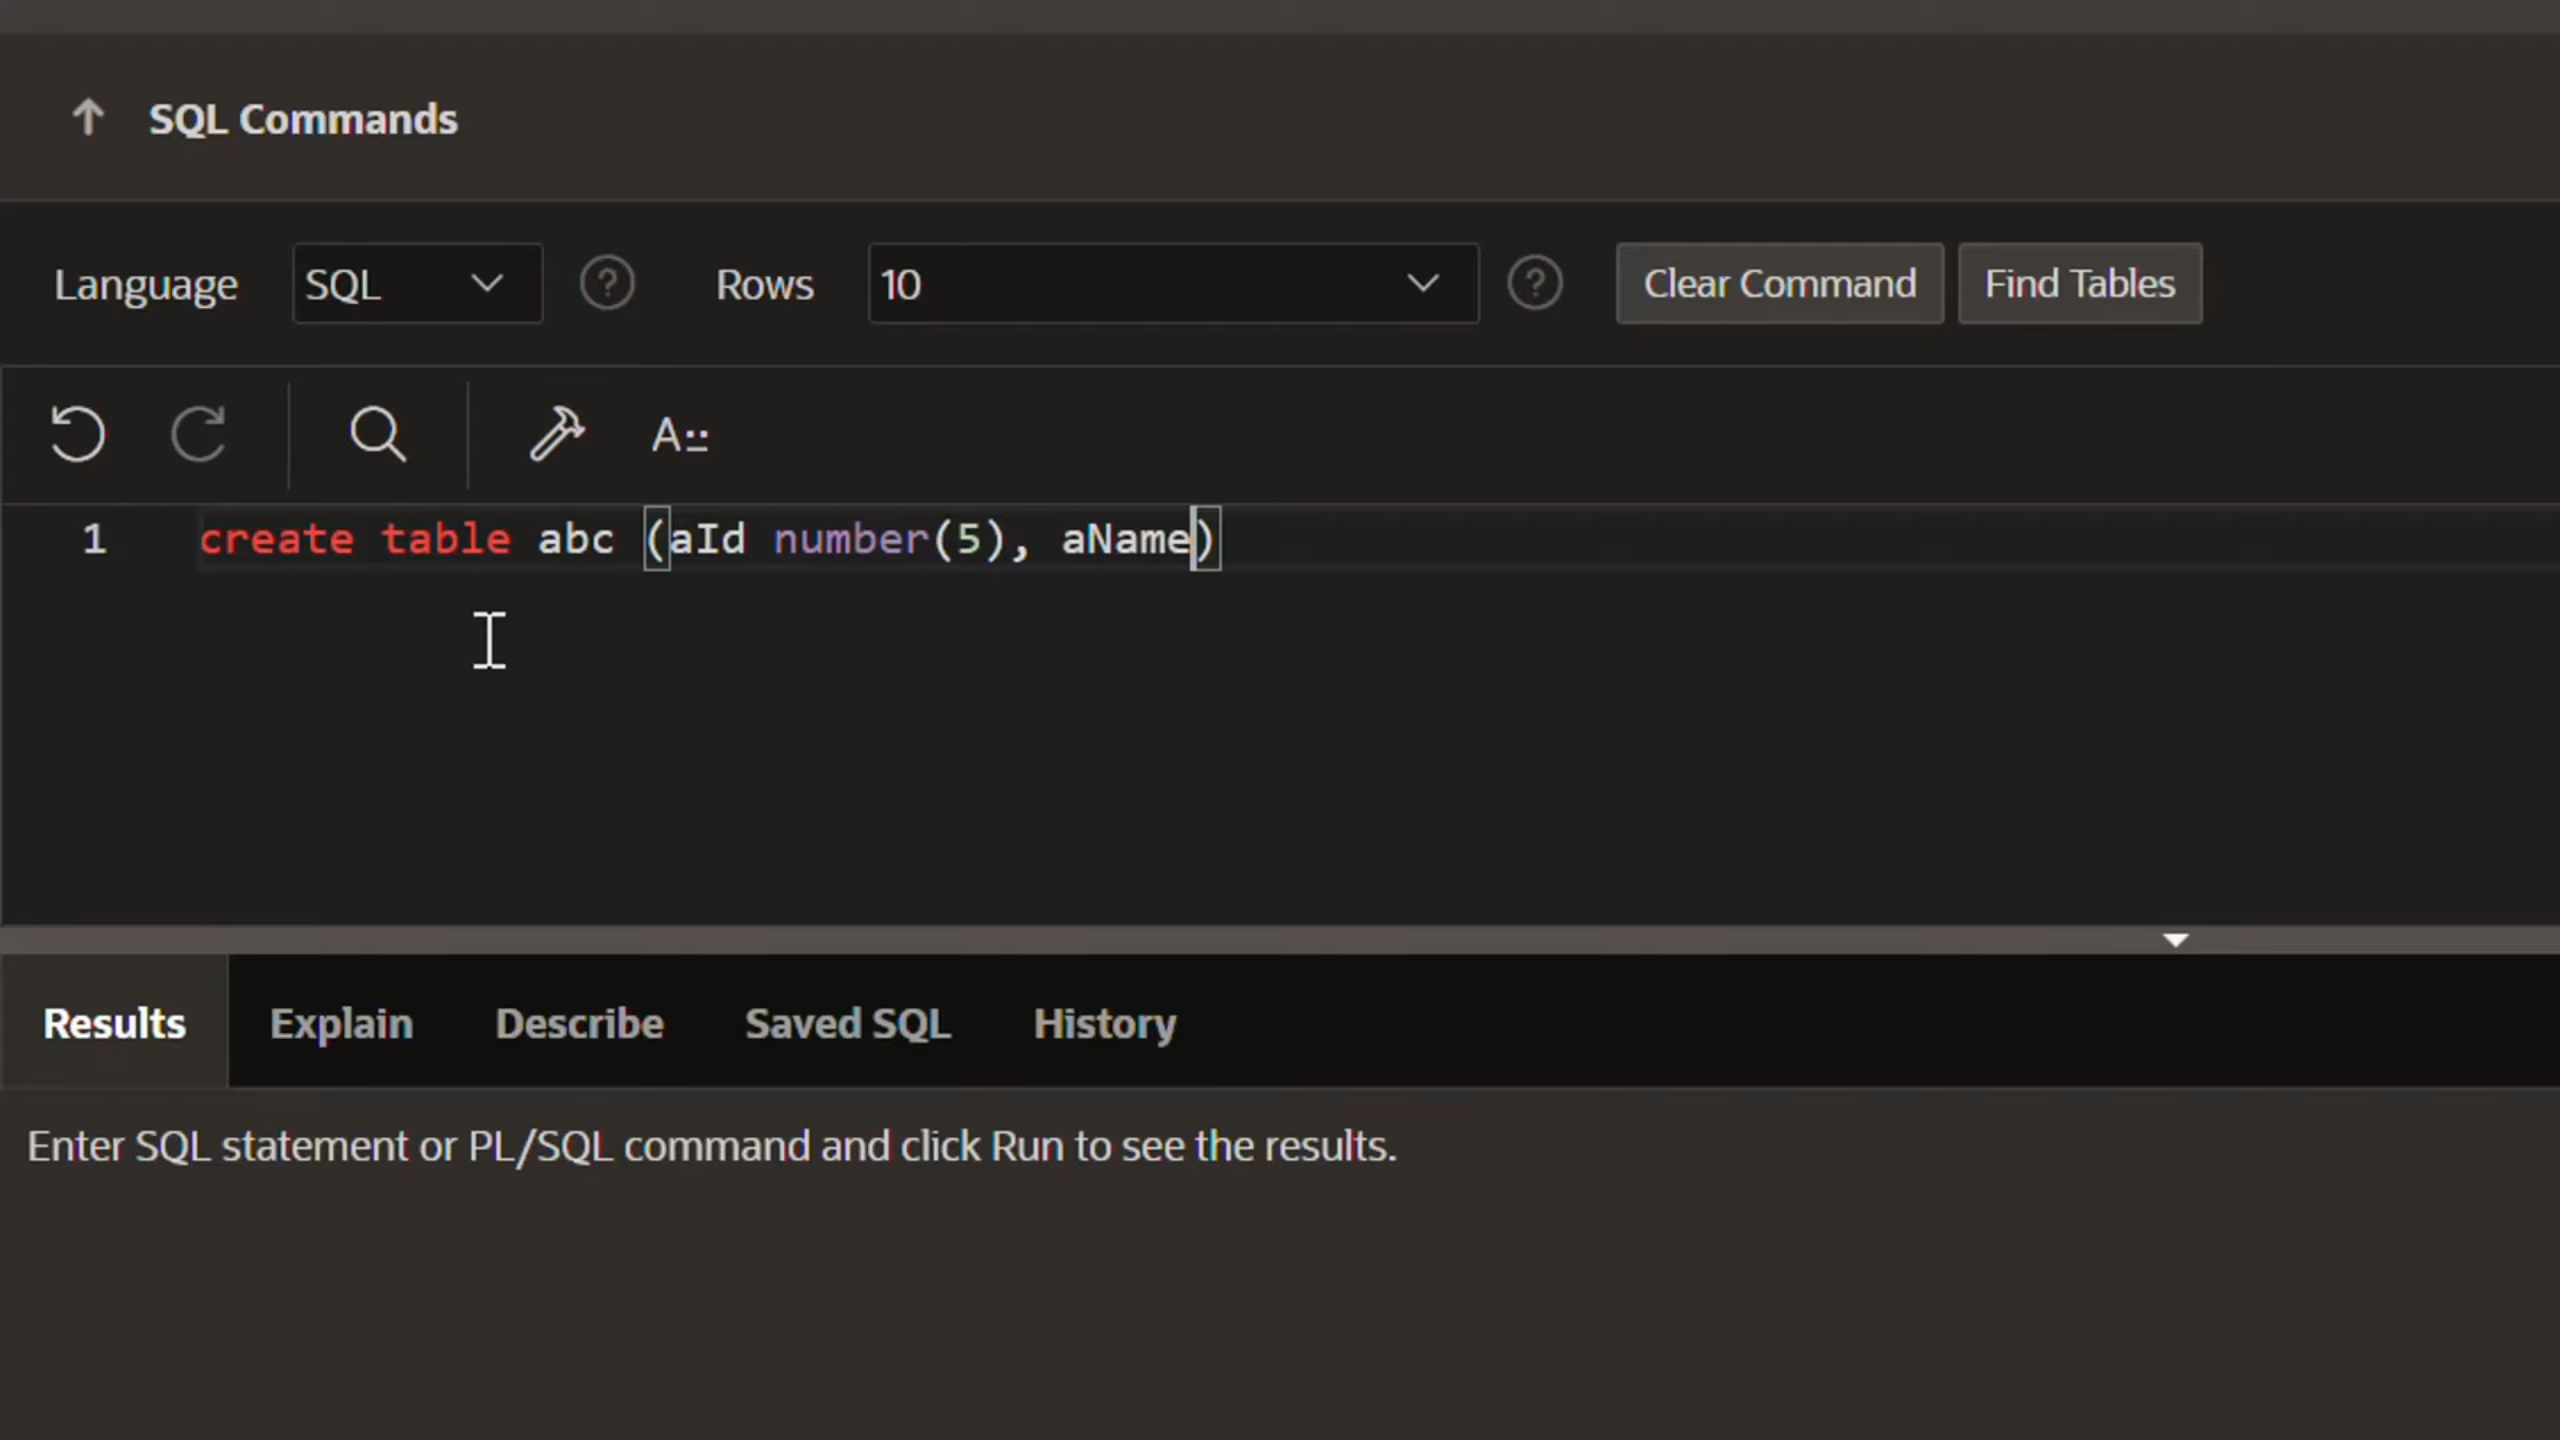 SQL Commands
Language SQL Rows 10 Clear Command Find Tables
A
1 create table abc (aId number(5), aName)
Results Explain Describe Saved SQL History
Enter SQL statement or PL/SQL command and click Run to see the results.